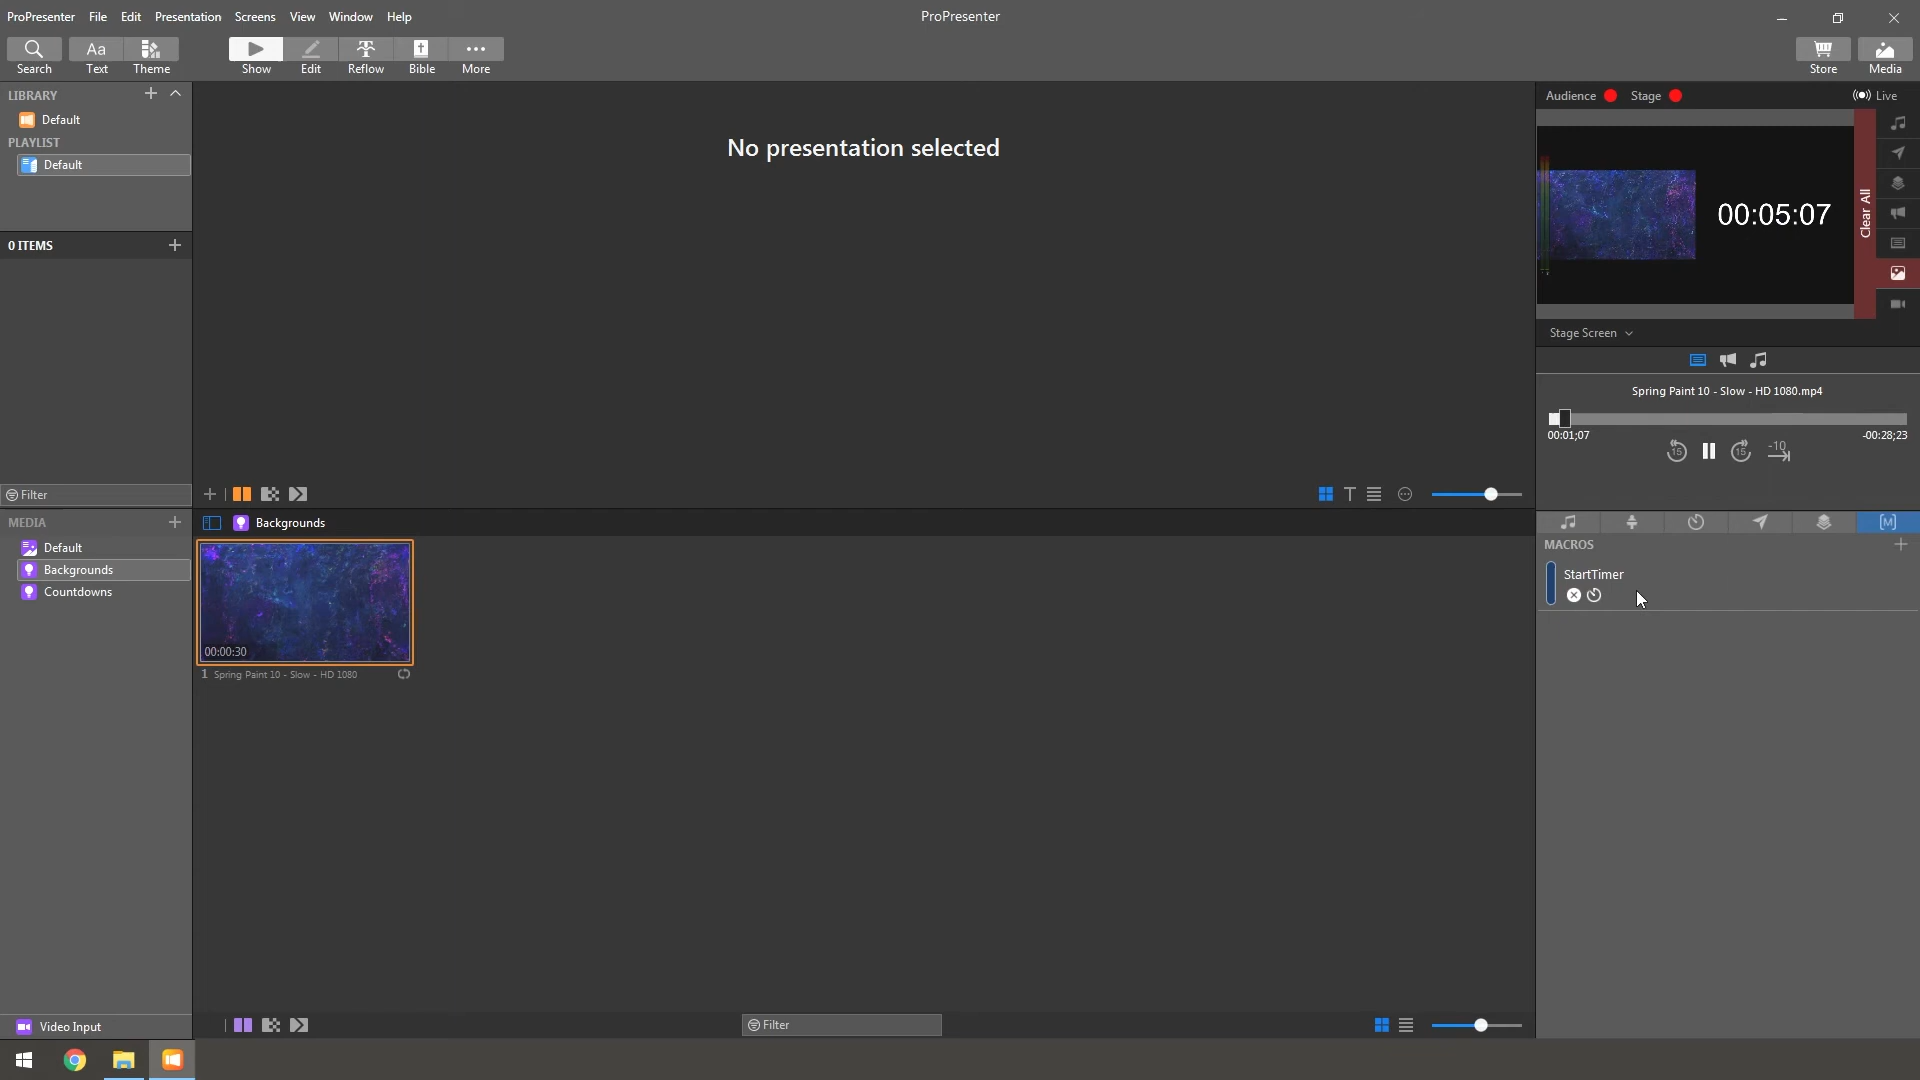 ProPresenter File Edit Presentation Screens View Window Help
ProPresenter
Search
Aa
Text
Theme
Show
Edit
Reflow
Bible
More
Store
Media
LIBRARY
Default
PLAYLIST
Default
0 ITEMS
Filter
No presentation selected
Audience
Stage
Live
00:05:07
Clear All
Stage Screen
Spring Paint 10 - Slow - HD 1080.mp4
00:01;07
-00:28;23
15
15
-10
T
MEDIA
Default
Backgrounds
Countdowns
Video Input
Backgrounds
00:00:30
1 Spring Paint 10 - Slow - HD 1080
Filter
[M]
MACROS
StartTimer